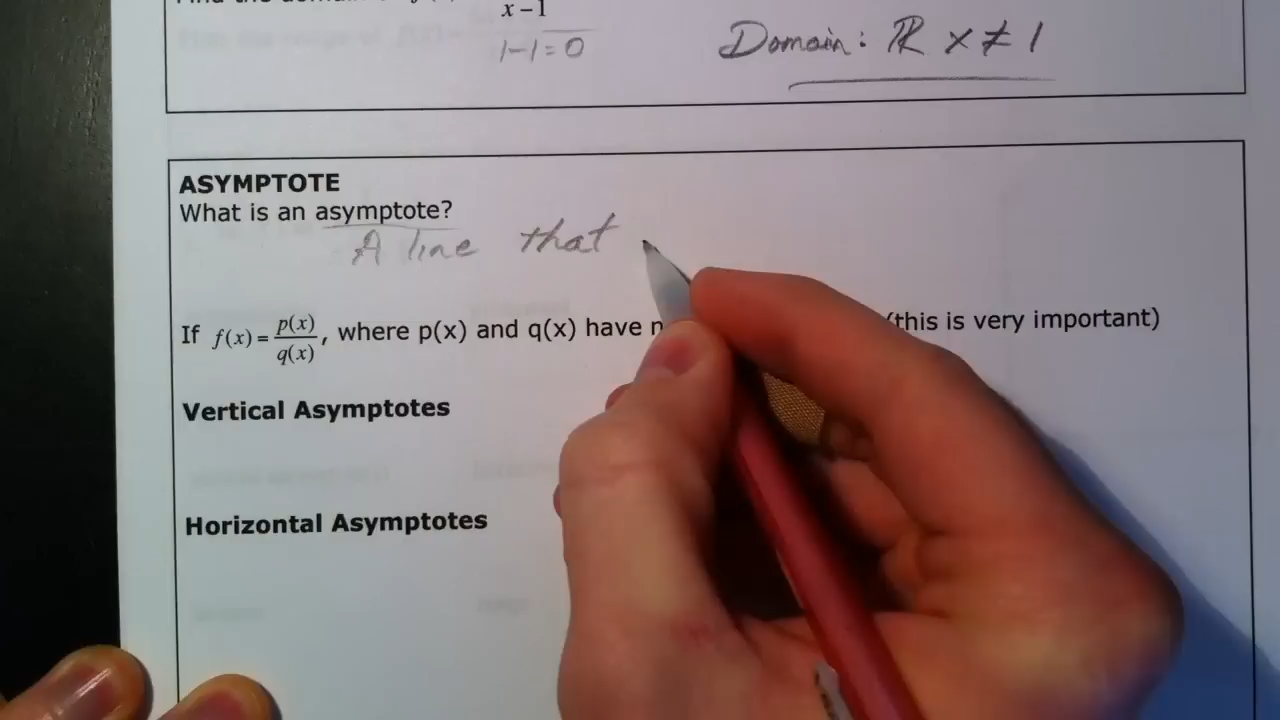 x-1
1-1=0
Domain: ℝ x≠1
ASYMPTOTE
What is an asymptote?
A line that
If f(x)=p(x)/q(x), where p(x) and q(x) have (this is very important)
Vertical Asymptotes
Horizontal Asymptotes